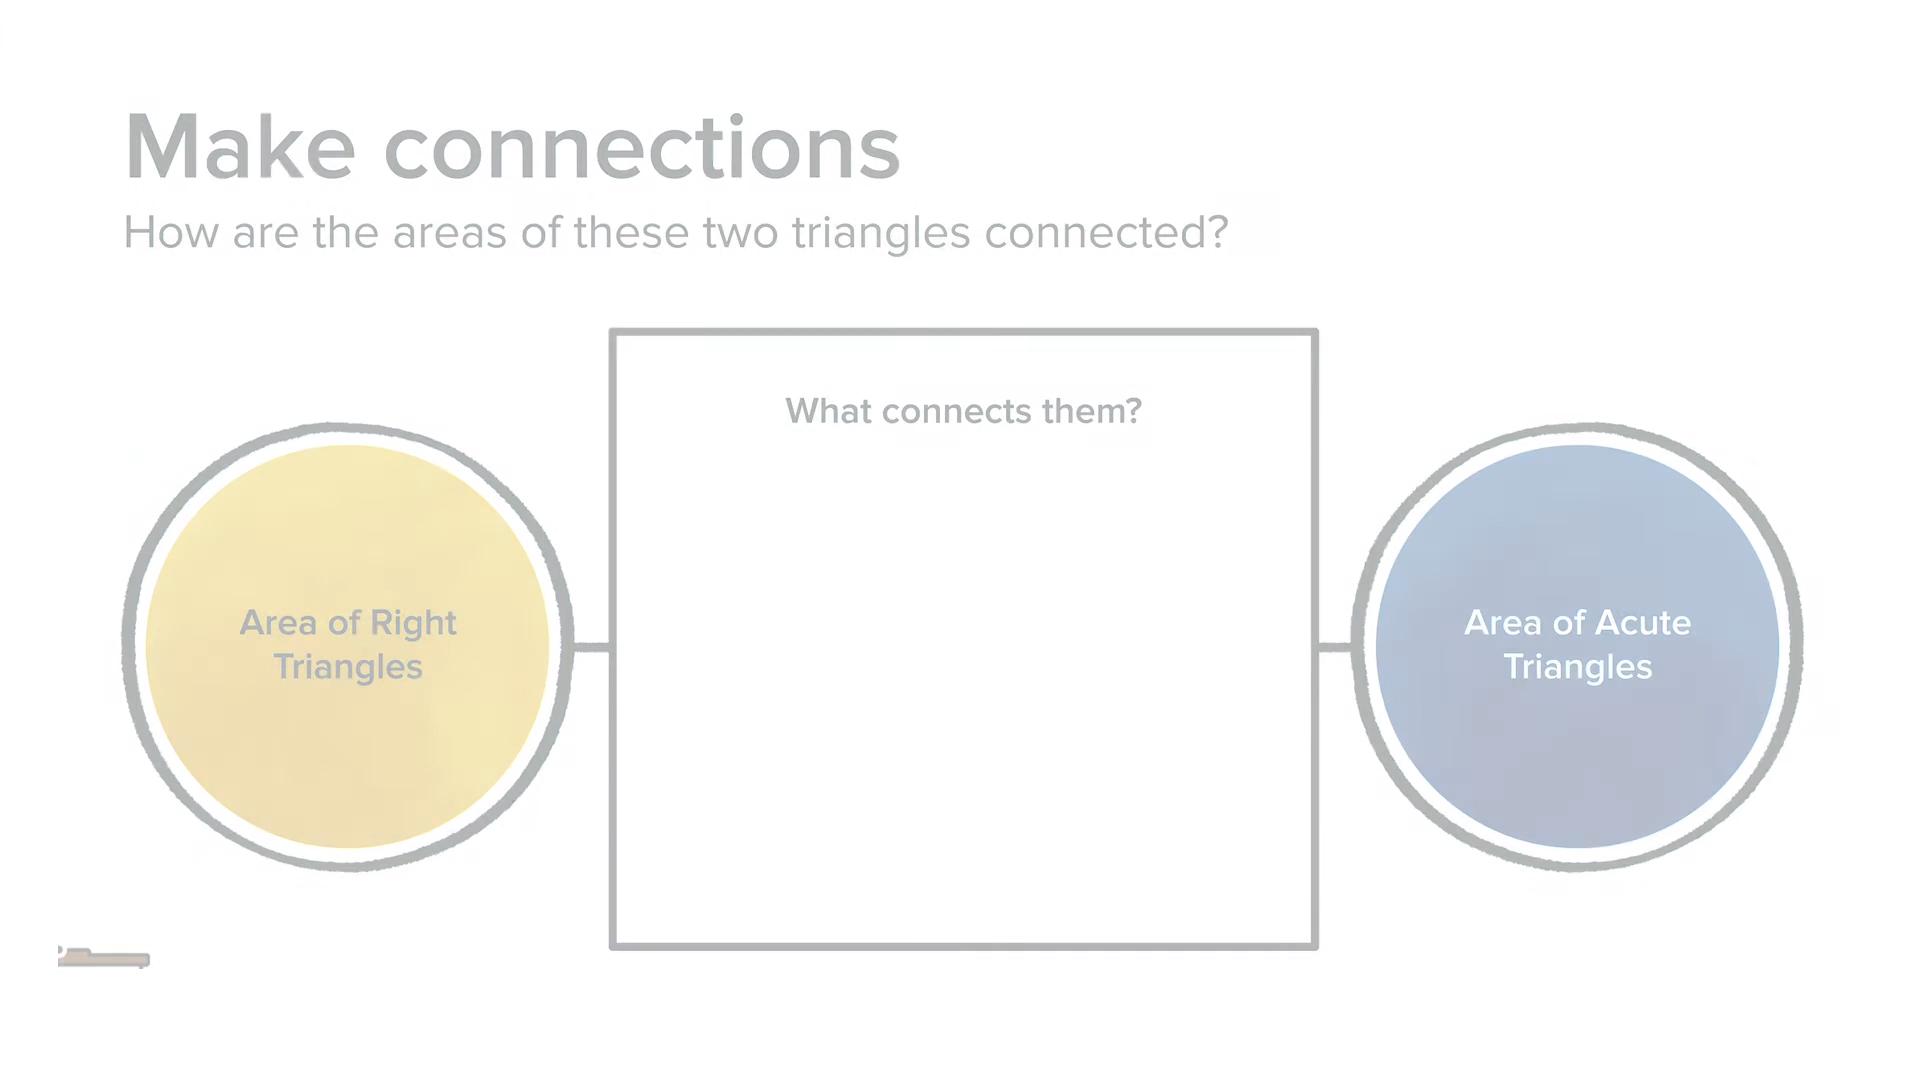 Make connections
How are the areas of these two triangles connected?
What connects them?
Area of Right
Triangles
Area of Acute
Triangles